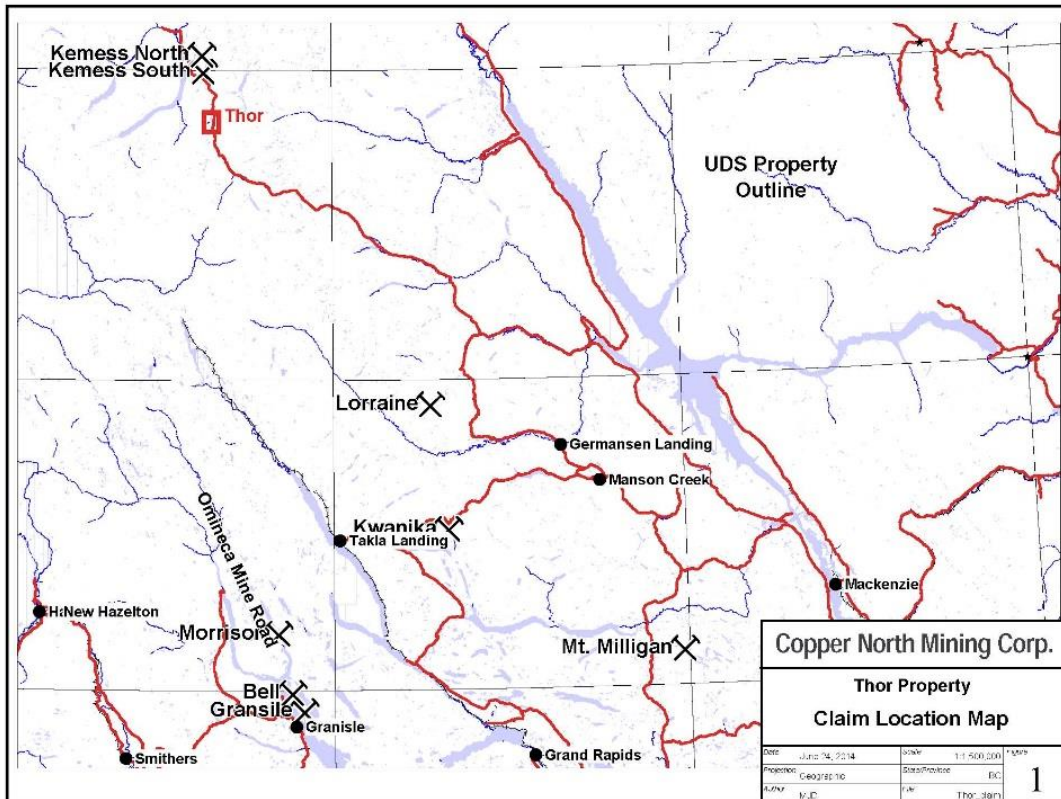 Kemess North
Kemess South
Thor
UDS Property
Outline
Lorraine
Germansen Landing
Manson Creek
Kwanika
Takla Landing
Omineca Mine Road
Mackenzie
H:New Hazelton
Morrison
Mt. Milligan
Bell
Gransile
Granisle
Smithers
Grand Rapids
Copper North Mining Corp.
Thor Property
Claim Location Map
Date June 24, 2014 Scale 1:1,500,000 Figure
Projection Geographic State/Province BC
Author MJD File Thor_claim
1